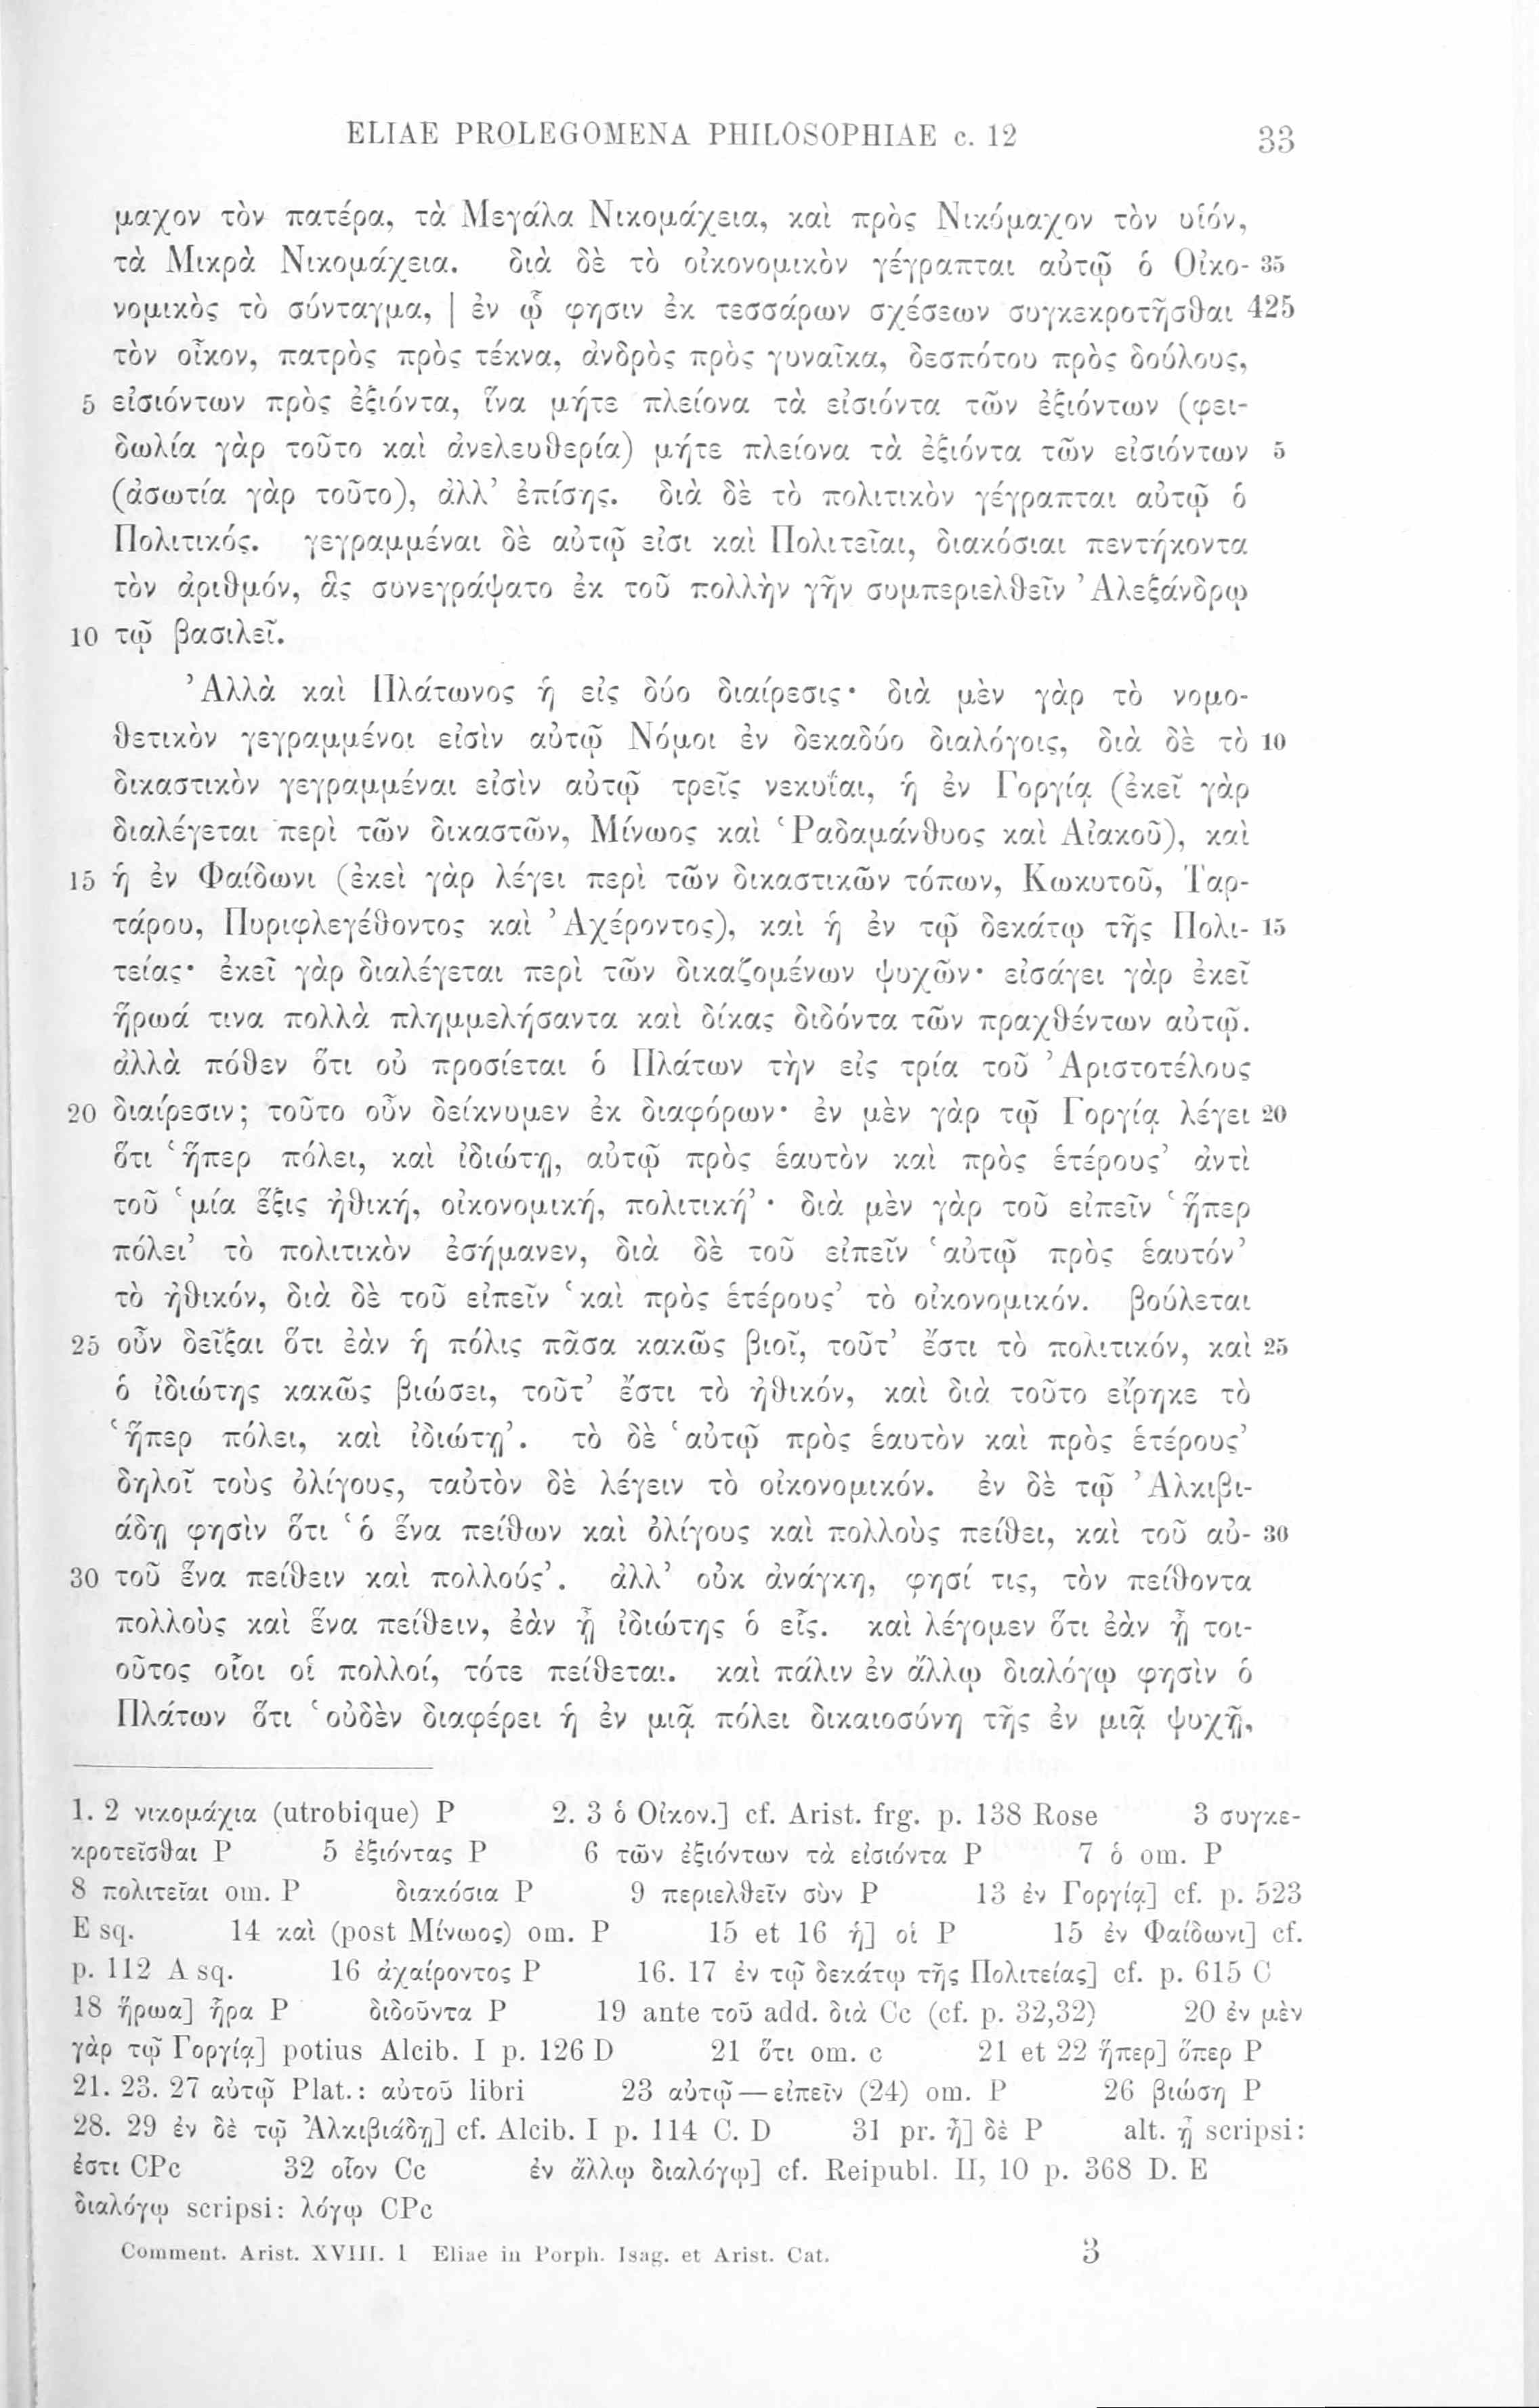 ELIAE PROLEGOMENA PHILOSOPHIAE c. 12 33
μαχον τὸν πατέρα, τὰ Μεγάλα Νικομάχεια, καὶ πρὸς Νικόμαχον τὸν υἱόν,
τὰ Μικρὰ Νικομάχεια. διὰ δὲ τὸ οἰκονομικὸν γέγραπται αὐτῷ ὁ Οἰκο- 35
νομικὸς τὸ σύνταγμα, | ἐν ᾧ φησιν ἐκ τεσσάρων σχέσεων συγκεκροτῆσθαι 425
τὸν οἶκον, πατρὸς πρὸς τέκνα, ἀνδρὸς πρὸς γυναῖκα, δεσπότου πρὸς δούλους,
5 εἰσιόντων πρὸς ἐξιόντα, ἵνα μήτε πλείονα τὰ εἰσιόντα τῶν ἐξιόντων (φει-
δωλία γὰρ τοῦτο καὶ ἀνελευθερία) μήτε πλείονα τὰ ἐξιόντα τῶν εἰσιόντων 5
(ἀσωτία γὰρ τοῦτο), ἀλλ’ ἐπίσης. διὰ δὲ τὸ πολιτικὸν γέγραπται αὐτῷ ὁ
Πολιτικός. γεγραμμέναι δὲ αὐτῷ εἰσι καὶ Πολιτεῖαι, διακόσιαι πεντήκοντα
τὸν ἀριθμόν, ἃς συνεγράψατο ἐκ τοῦ πολλὴν γῆν συμπεριελθεῖν Ἀλεξάνδρῳ
10 τῷ βασιλεῖ.
Ἀλλὰ καὶ Πλάτωνος ἡ εἰς δύο διαίρεσις· διὰ μὲν γὰρ τὸ νομο-
θετικὸν γεγραμμένοι εἰσὶν αὐτῷ Νόμοι ἐν δεκαδύο διαλόγοις, διὰ δὲ τὸ 10
δικαστικὸν γεγραμμέναι εἰσὶν αὐτῷ τρεῖς νεκυΐαι, ἡ ἐν Γοργίᾳ (ἐκεῖ γὰρ
διαλέγεται περὶ τῶν δικαστῶν, Μίνωος καὶ Ῥαδαμάνθυος καὶ Αἰακοῦ), καὶ
15 ἡ ἐν Φαίδωνι (ἐκεὶ γὰρ λέγει περὶ τῶν δικαστικῶν τόπων, Κωκυτοῦ, Ταρ-
τάρου, Πυριφλεγέθοντος καὶ Ἀχέροντος), καὶ ἡ ἐν τῷ δεκάτῳ τῆς Πολι- 15
τείας· ἐκεῖ γὰρ διαλέγεται περὶ τῶν δικαζομένων ψυχῶν· εἰσάγει γὰρ ἐκεῖ
ἥρωά τινα πολλὰ πλημμελήσαντα καὶ δίκας διδόντα τῶν πραχθέντων αὐτῷ.
ἀλλὰ πόθεν ὅτι οὐ προσίεται ὁ Πλάτων τὴν εἰς τρία τοῦ Ἀριστοτέλους
20 διαίρεσιν; τοῦτο οὖν δείκνυμεν ἐκ διαφόρων· ἐν μὲν γὰρ τῷ Γοργίᾳ λέγει 20
ὅτι ‘ἥπερ πόλει, καὶ ἰδιώτῃ, αὐτῷ πρὸς ἑαυτὸν καὶ πρὸς ἑτέρους’ ἀντὶ
τοῦ ‘μία ἕξις ἠθική, οἰκονομική, πολιτική’· διὰ μὲν γὰρ τοῦ εἰπεῖν ‘ἥπερ
πόλει’ τὸ πολιτικὸν ἐσήμανεν, διὰ δὲ τοῦ εἰπεῖν ‘αὐτῷ πρὸς ἑαυτόν’
τὸ ἠθικόν, διὰ δὲ τοῦ εἰπεῖν ‘καὶ πρὸς ἑτέρους’ τὸ οἰκονομικόν. βούλεται
25 οὖν δεῖξαι ὅτι ἐὰν ἡ πόλις πᾶσα κακῶς βιοῖ, τοῦτ’ ἔστι τὸ πολιτικόν, καὶ 25
ὁ ἰδιώτης κακῶς βιώσει, τοῦτ’ ἔστι τὸ ἠθικόν, καὶ διὰ τοῦτο εἴρηκε τὸ
‘ἥπερ πόλει, καὶ ἰδιώτῃ’. τὸ δὲ ‘αὐτῷ πρὸς ἑαυτὸν καὶ πρὸς ἑτέρους’
δηλοῖ τοὺς ὀλίγους, ταὐτὸν δὲ λέγειν τὸ οἰκονομικόν. ἐν δὲ τῷ Ἀλκιβι-
άδῃ φησὶν ὅτι ‘ὁ ἕνα πείθων καὶ ὀλίγους καὶ πολλοὺς πείθει, καὶ τοῦ αὐ- 30
30 τοῦ ἕνα πείθειν καὶ πολλούς’. ἀλλ’ οὐκ ἀνάγκη, φησί τις, τὸν πείθοντα
πολλοὺς καὶ ἕνα πείθειν, ἐὰν ᾖ ἰδιώτης ὁ εἷς. καὶ λέγομεν ὅτι ἐὰν ᾖ τοι-
οῦτος οἷοι οἱ πολλοί, τότε πείθεται. καὶ πάλιν ἐν ἄλλῳ διαλόγῳ φησὶν ὁ
Πλάτων ὅτι ‘οὐδὲν διαφέρει ἡ ἐν μιᾷ πόλει δικαιοσύνη τῆς ἐν μιᾷ ψυχῇ,
1. 2 νικομάχια (utrobique) P 2. 3 ὁ Οἰκον.] cf. Arist. frg. p. 138 Rose 3 συγκε-
κροτεῖσθαι P 5 ἐξιόντας P 6 τῶν ἐξιόντων τὰ εἰσιόντα P 7 ὁ om. P
8 πολιτεῖαι om. P διακόσια P 9 περιελθεῖν σὺν P 13 ἐν Γοργίᾳ] cf. p. 523
E sq. 14 καὶ (post Μίνωος) om. P 15 et 16 ἡ] οἱ P 15 ἐν Φαίδωνι] cf.
p. 112 A sq. 16 ἀχαίροντος P 16. 17 ἐν τῷ δεκάτῳ τῆς Πολιτείας] cf. p. 615 C
18 ἥρωα] ἦρα P διδοῦντα P 19 ante τοῦ add. διὰ Cc (cf. p. 32,32) 20 ἐν μὲν
γὰρ τῷ Γοργίᾳ] potius Alcib. I p. 126 D 21 ὅτι om. c 21 et 22 ἥπερ] ὅπερ P
21. 23. 27 αὐτῷ Plat.: αὐτοῦ libri 23 αὐτῷ — εἰπεῖν (24) om. P 26 βιώσῃ P
28. 29 ἐν δὲ τῷ Ἀλκιβιάδῃ] cf. Alcib. I p. 114 C. D 31 pr. ᾖ] δὲ P alt. ᾖ scripsi:
ἐστι CPc 32 οἷον Cc ἐν ἄλλῳ διαλόγῳ] cf. Reipubl. II, 10 p. 368 D. E
διαλόγῳ scripsi: λόγῳ CPc
Comment. Arist. XVIII. 1 Eliae in Porph. Isag. et Arist. Cat. 3